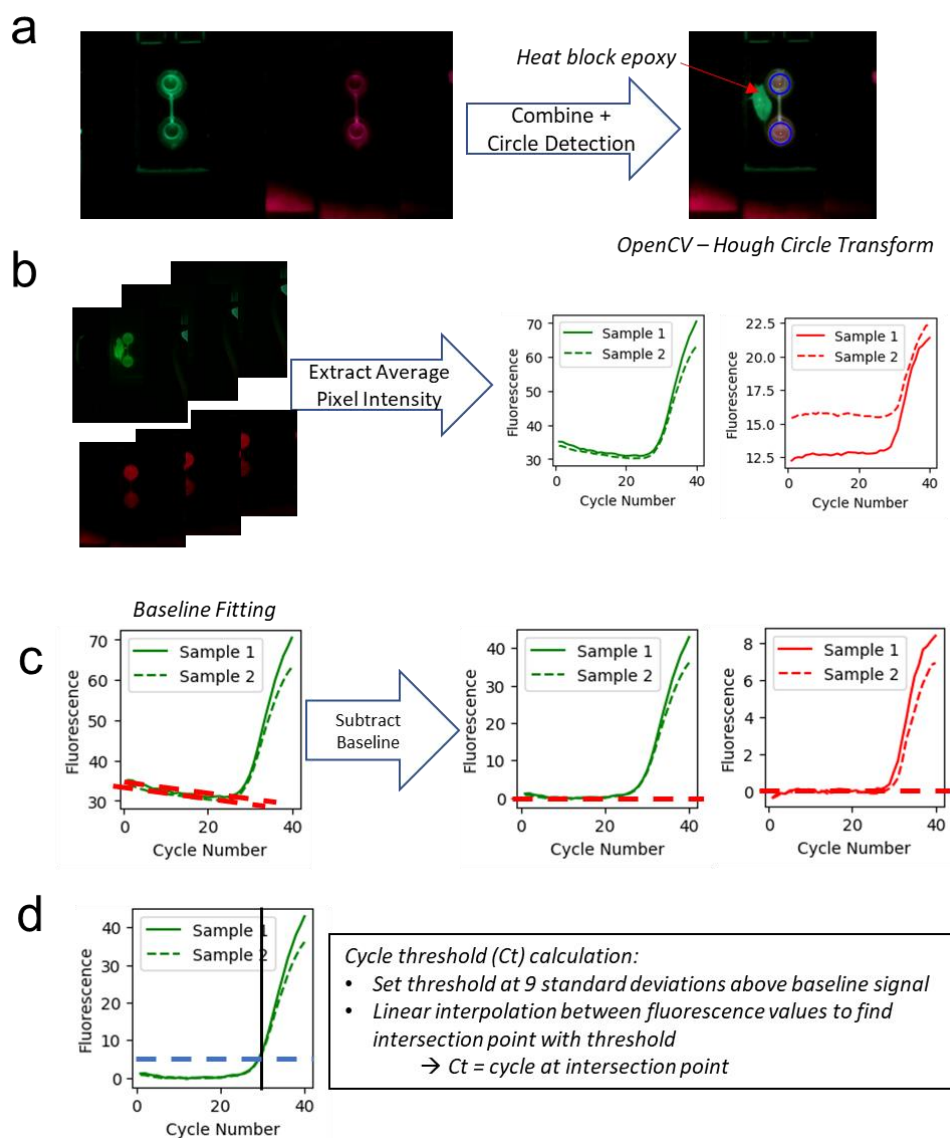 a
Heat block epoxy
Combine +
Circle Detection
OpenCV – Hough Circle Transform
b
Extract Average
Pixel Intensity
Fluorescence
70
60
50
40
30
Sample 1
Sample 2
0
20
40
Cycle Number
Fluorescence
22.5
20.0
17.5
15.0
12.5
Sample 1
Sample 2
0
20
40
Cycle Number
c
Baseline Fitting
Fluorescence
70
60
50
40
30
Sample 1
Sample 2
0
20
40
Cycle Number
Subtract
Baseline
Fluorescence
40
30
20
10
0
Sample 1
Sample 2
0
20
40
Cycle Number
Fluorescence
8
6
4
2
0
Sample 1
Sample 2
0
20
40
Cycle Number
d
Fluorescence
40
30
20
10
0
Sample 1
Sample 2
0
20
40
Cycle Number
Cycle threshold (Ct) calculation:
• Set threshold at 9 standard deviations above baseline signal
• Linear interpolation between fluorescence values to find
intersection point with threshold
→ Ct = cycle at intersection point